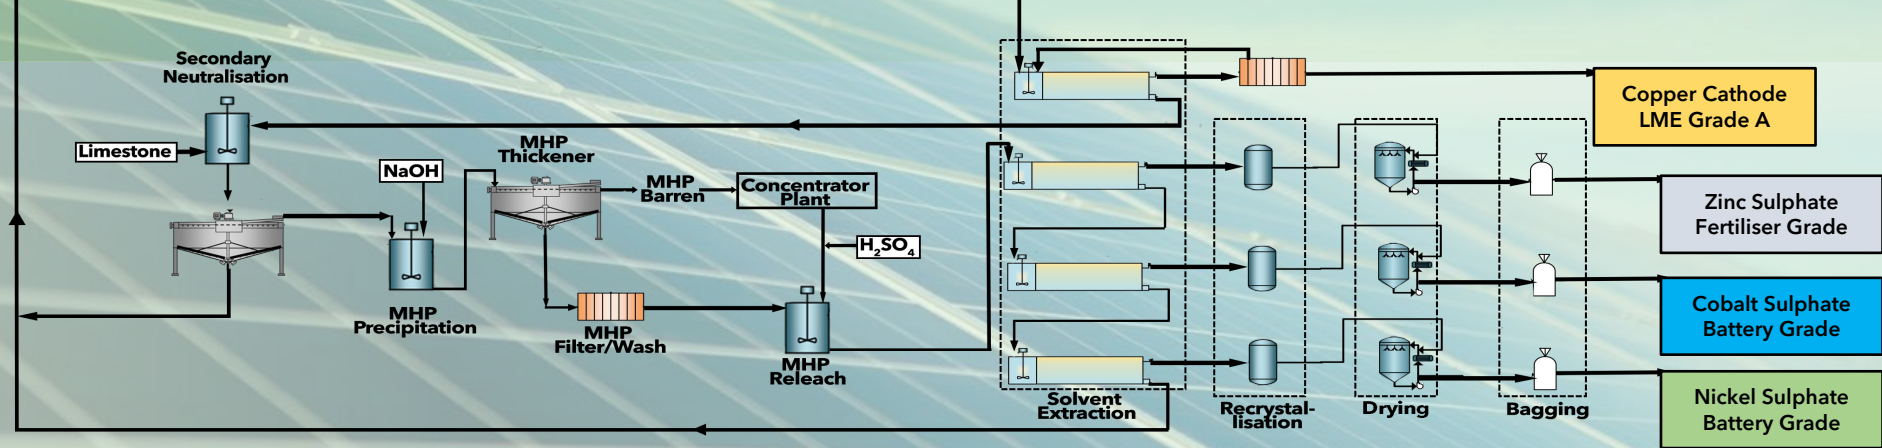 Secondary
Neutralisation
Limestone
NaOH
MHP
Precipitation
MHP
Thickener
MHP
Barren
Concentrator
Plant
H₂SO₄
MHP
Filter/Wash
MHP
Releach
Solvent
Extraction
Recrystal-
lisation
Drying
Bagging
Copper Cathode
LME Grade A
Zinc Sulphate
Fertiliser Grade
Cobalt Sulphate
Battery Grade
Nickel Sulphate
Battery Grade